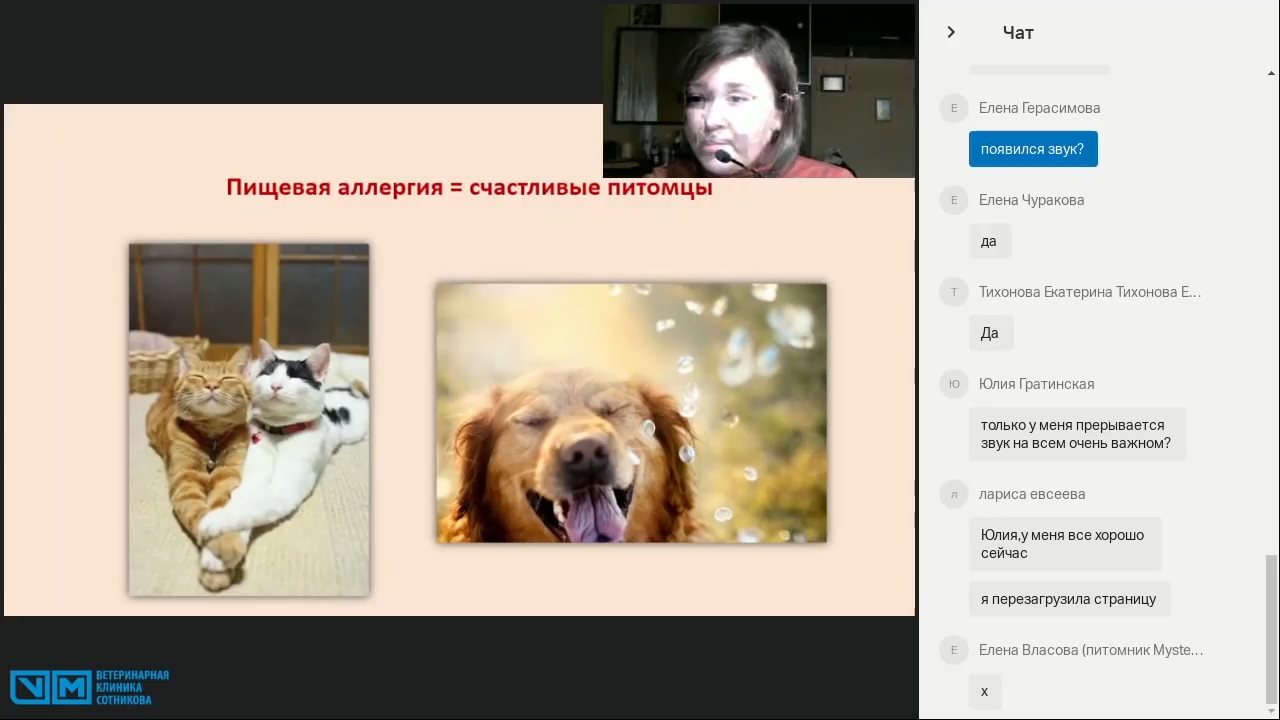 Пищевая аллергия = счастливые питомцы
ВЕТЕРИНАРНАЯ
КЛИНИКА
СОТНИКОВА
Чат
Е
Елена Герасимова
появился звук?
Е
Елена Чуракова
да
Т
Тихонова Екатерина Тихонова Е...
Да
Ю
Юлия Гратинская
только у меня прерывается
звук на всем очень важном?
л
лариса евсеева
Юлия,у меня все хорошо
сейчас
я перезагрузила страницу
Е
Елена Власова (питомник Myste...
х